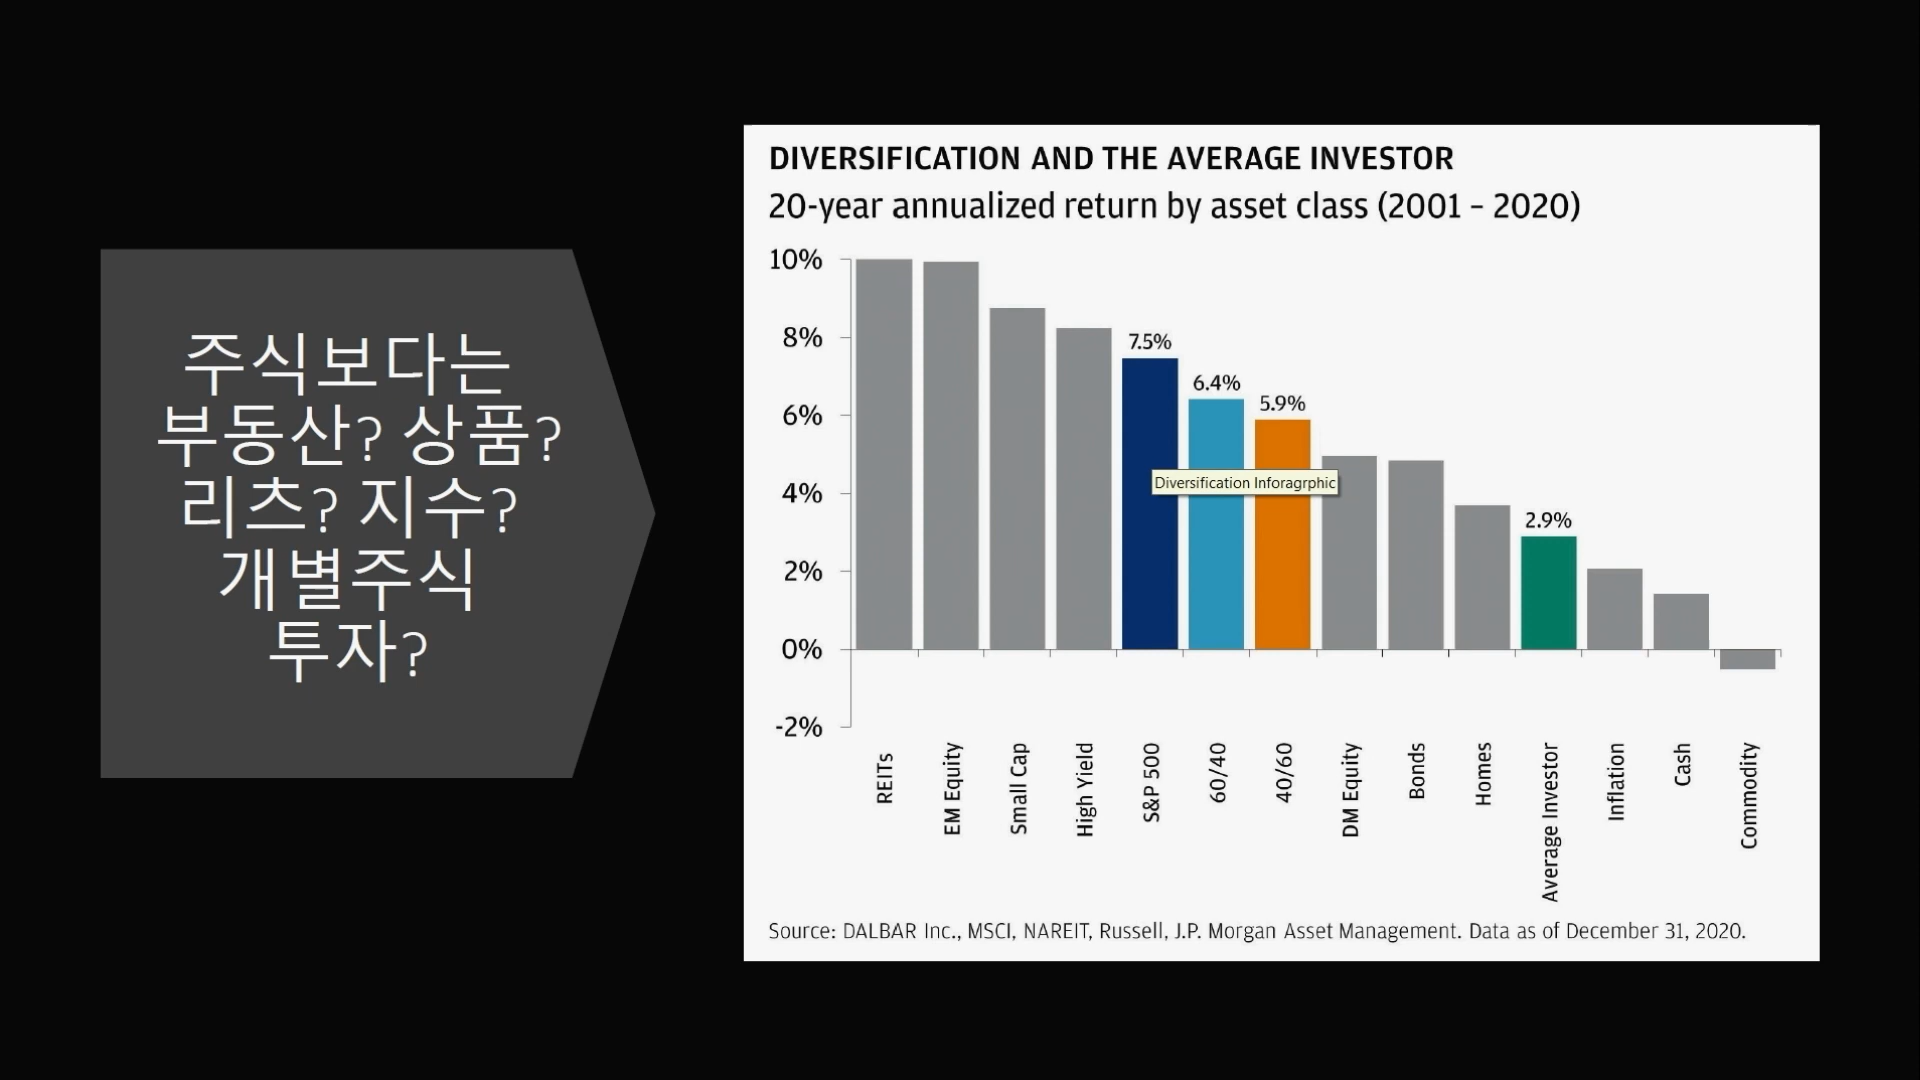 주식보다는
부동산? 상품?
리츠? 지수?
개별주식
투자?
DIVERSIFICATION AND THE AVERAGE INVESTOR
20-year annualized return by asset class (2001 – 2020)
10%
8%
6%
4%
2%
0%
-2%
7.5%
6.4%
5.9%
2.9%
Diversification Inforagrphic
REITs
EM Equity
Small Cap
High Yield
S&P 500
60/40
40/60
DM Equity
Bonds
Homes
Average Investor
Inflation
Cash
Commodity
Source: DALBAR Inc., MSCI, NAREIT, Russell, J.P. Morgan Asset Management. Data as of December 31, 2020.